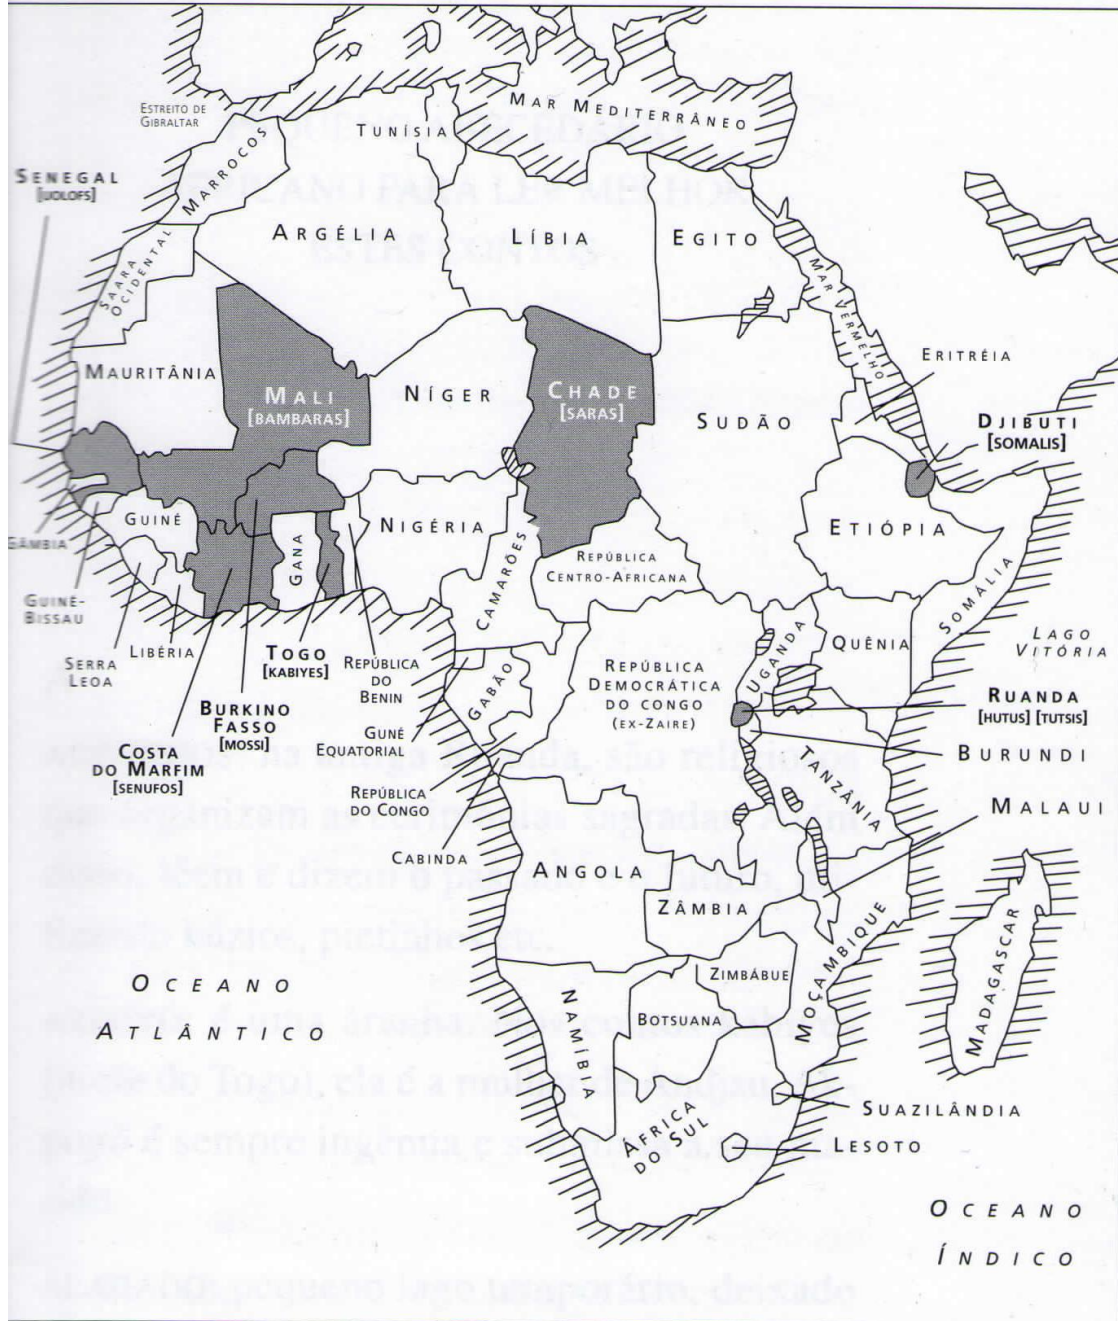 MAR MEDITERRÂNEO
ESTREITO DE
GIBRALTAR
TUNÍSIA
SENEGAL
[UOLOFS]
MARROCOS
ARGÉLIA
LÍBIA
EGITO
SAARA
OCIDENTAL
MAR VERMELHO
ERITRÉIA
MAURITÂNIA
MALI
[BAMBARAS]
NÍGER
CHADE
[SARAS]
SUDÃO
DJIBUTI
[SOMALIS]
GUINÉ
NIGÉRIA
ETIÓPIA
GÂMBIA
GANA
CAMARÕES
REPÚBLICA
CENTRO-AFRICANA
SOMÁLIA
GUINÉ-
BISSAU
LIBÉRIA
SERRA
LEOA
TOGO
[KABIYES]
REPÚBLICA
DO
BENIN
GABÃO
REPÚBLICA
DEMOCRÁTICA
DO CONGO
(EX-ZAIRE)
UGANDA
QUÊNIA
LAGO
VITÓRIA
BURKINO
FASSO
[MOSSI]
GUNÉ
EQUATORIAL
RUANDA
[HUTUS] [TUTSIS]
COSTA
DO MARFIM
[SENUFOS]
REPÚBLICA
DO CONGO
BURUNDI
TANZÂNIA
MALAUI
CABINDA
ANGOLA
ZÂMBIA
MOÇAMBIQUE
MADAGASCAR
OCEANO
ATLÂNTICO
NAMÍBIA
ZIMBÁBUE
BOTSUANA
SUAZILÂNDIA
ÁFRICA
DO SUL
LESOTO
OCEANO
ÍNDICO